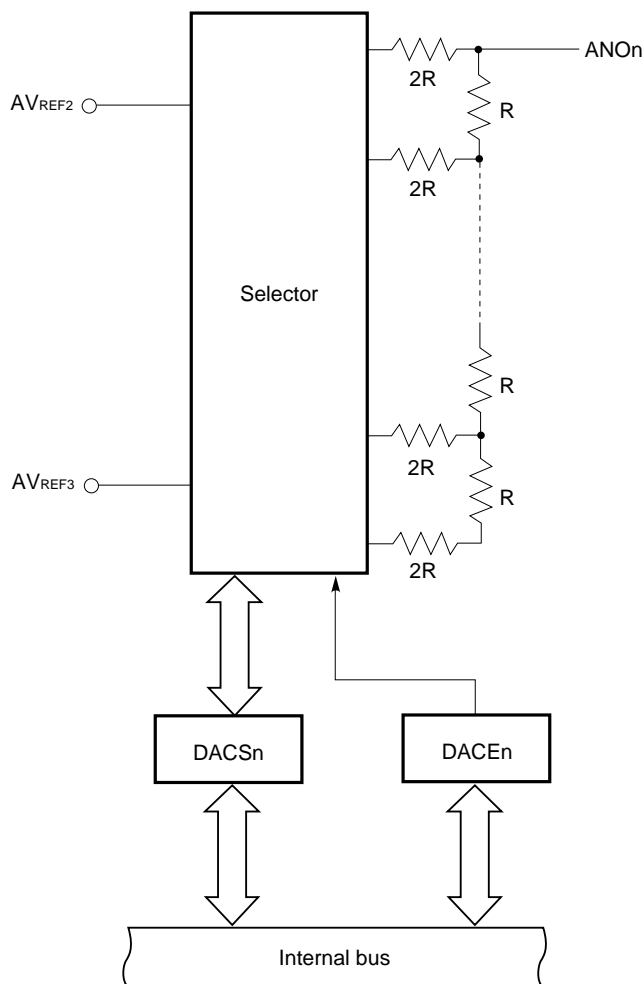 ANOn
2R
R
AVREF2
2R
Selector
R
2R
AVREF3
R
2R
DACSn
DACEn
Internal bus